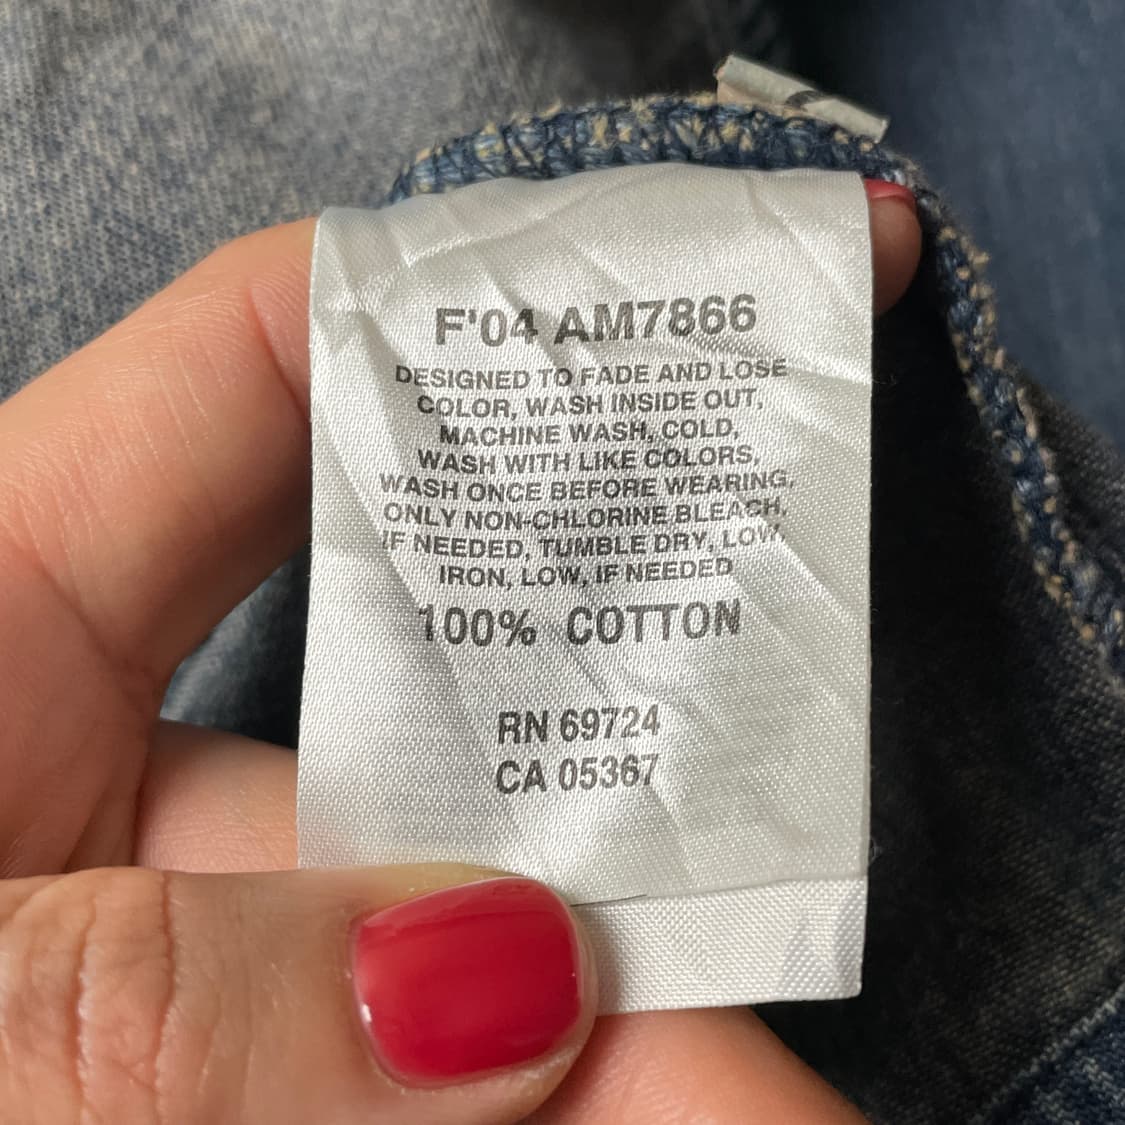 F'04 AM7866
DESIGNED TO FADE AND LOSE
COLOR, WASH INSIDE OUT,
MACHINE WASH, COLD,
WASH WITH LIKE COLORS,
WASH ONCE BEFORE WEARING,
ONLY NON-CHLORINE BLEACH,
IF NEEDED, TUMBLE DRY, LOW,
IRON, LOW, IF NEEDED
100% COTTON
RN 69724
CA 05367